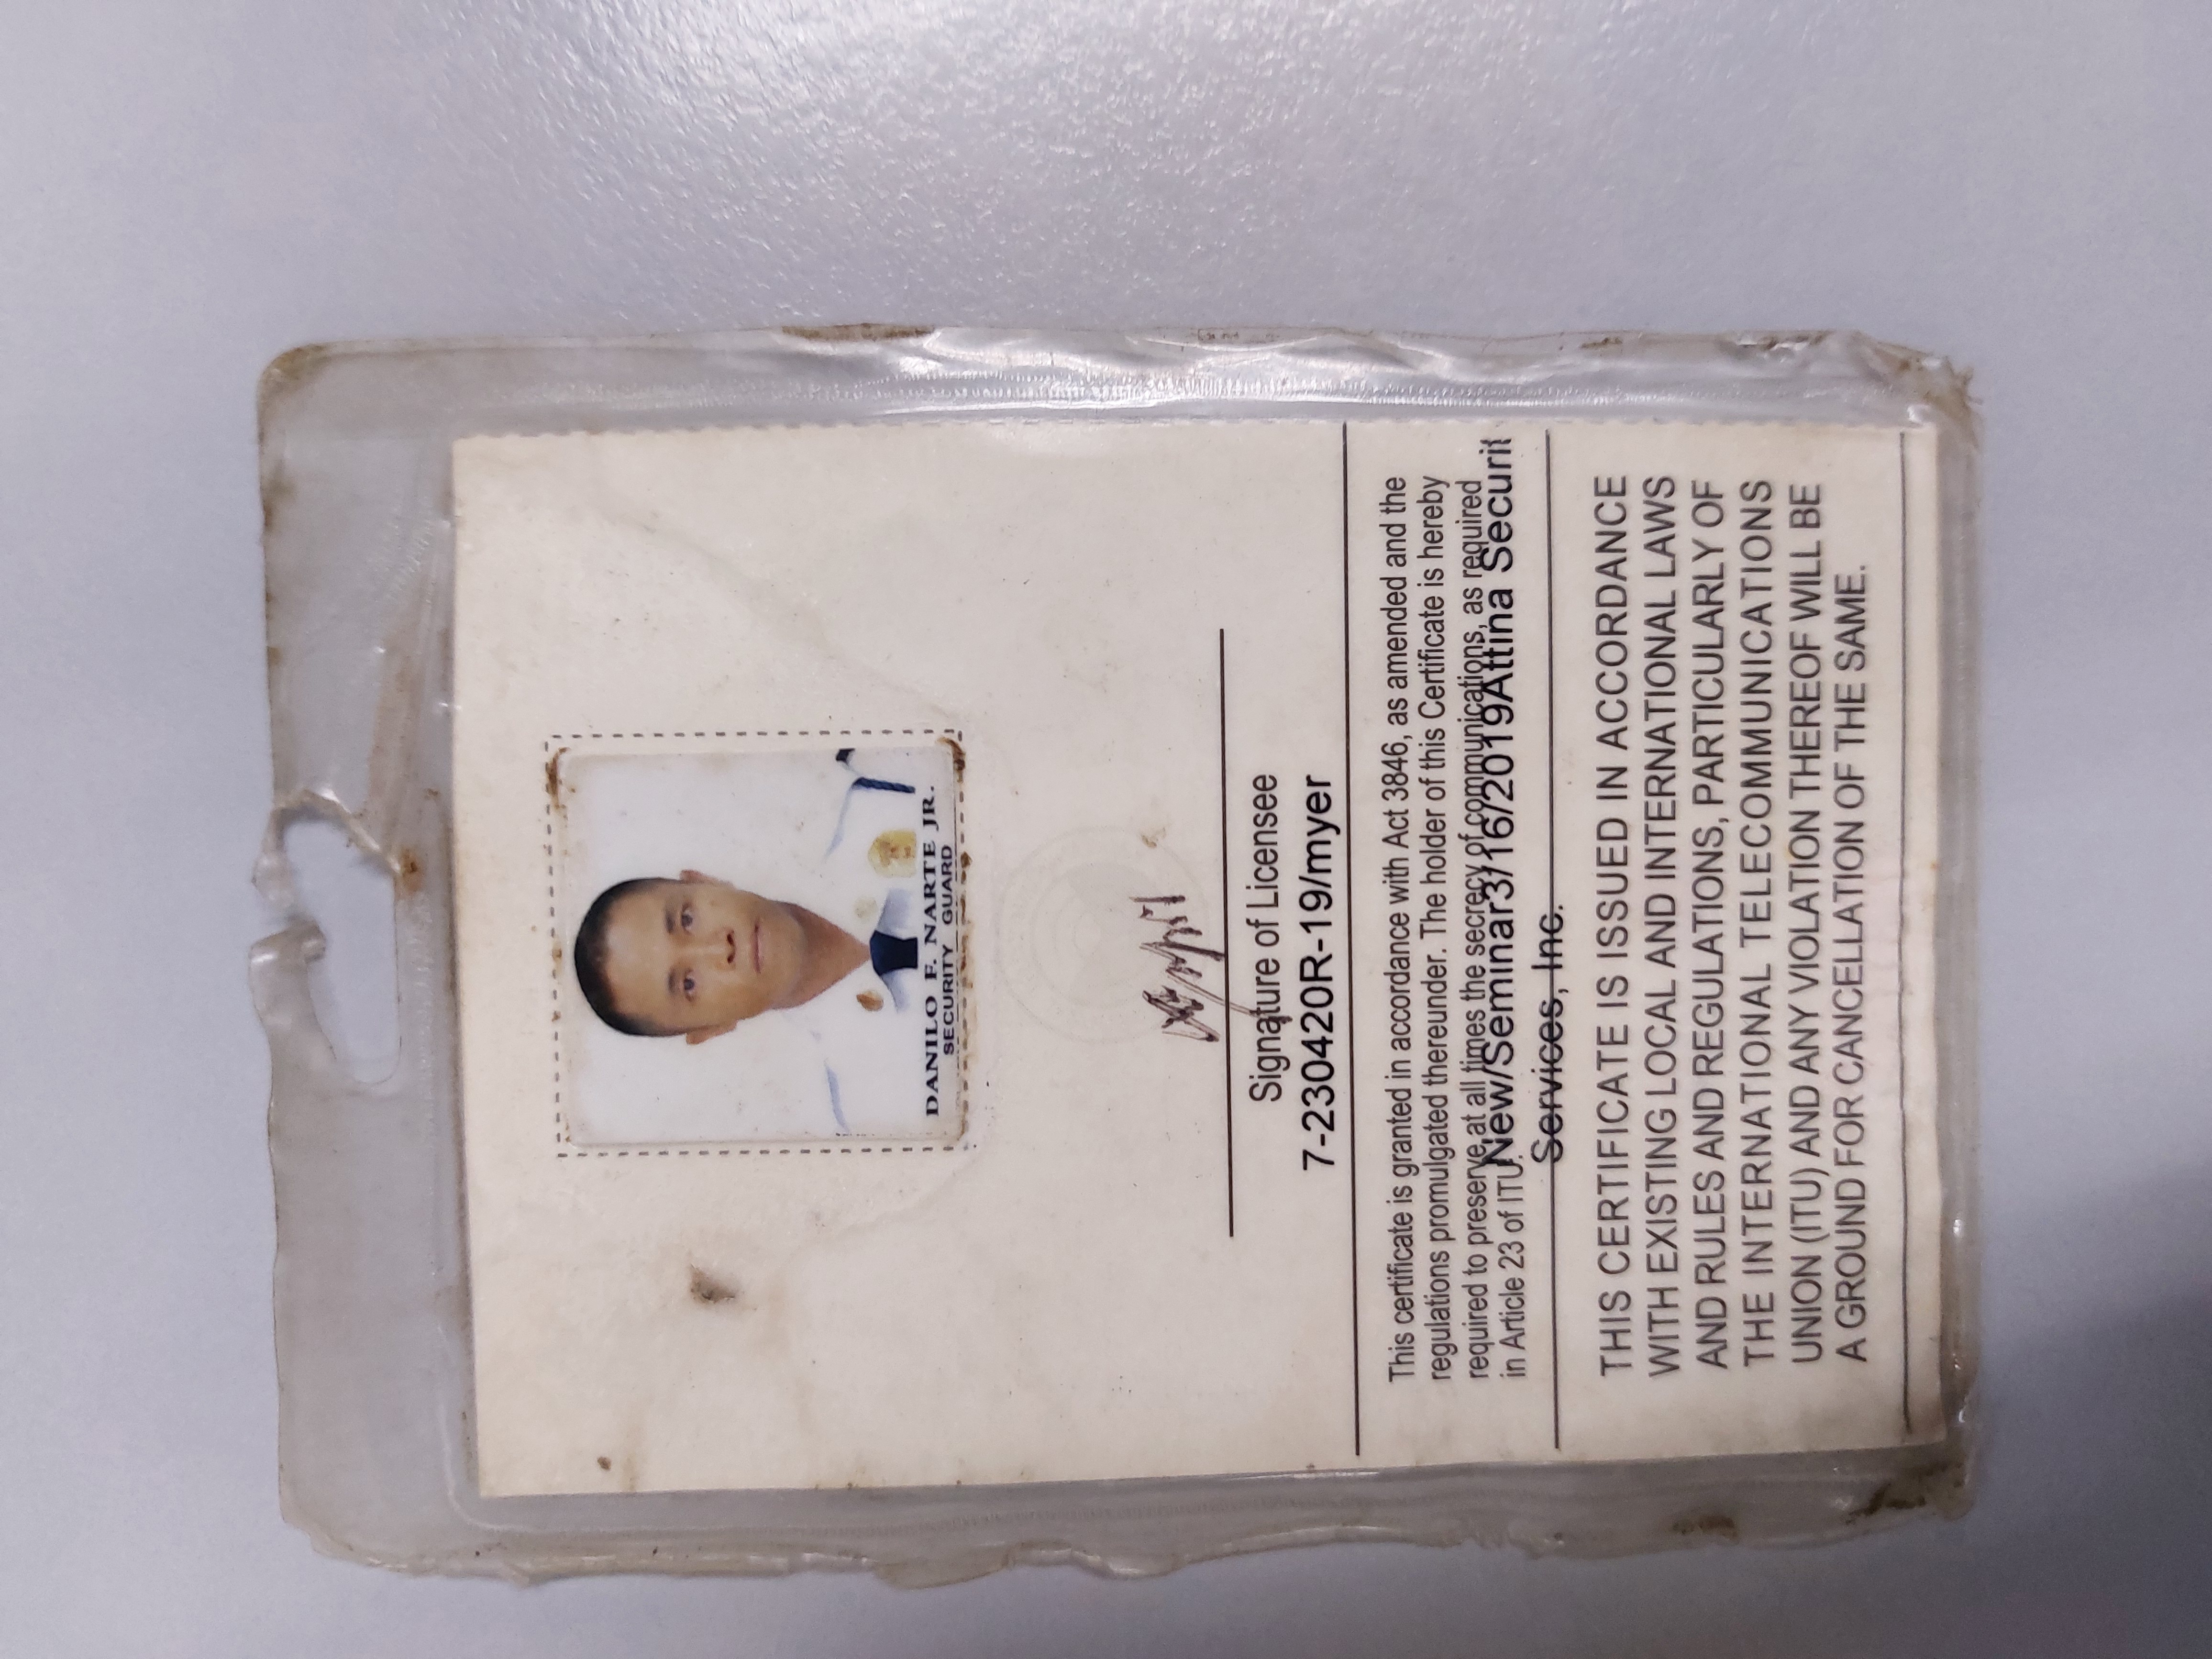 DANILO F. NARTE JR.
SECURITY GUARD
Signature of Licensee
7-230420R-19/myer
This certificate is granted in accordance with Act 3846, as amended and the
regulations promulgated thereunder. The holder of this Certificate is hereby
required to preserve at all times the secrecy of communications, as required
in Article 23 of ITU.
New/Seminar3/16/2019Attina Securit
Services, Inc.
THIS CERTIFICATE IS ISSUED IN ACCORDANCE
WITH EXISTING LOCAL AND INTERNATIONAL LAWS
AND RULES AND REGULATIONS, PARTICULARLY OF
THE INTERNATIONAL TELECOMMUNICATIONS
UNION (ITU) AND ANY VIOLATION THEREOF WILL BE
A GROUND FOR CANCELLATION OF THE SAME.